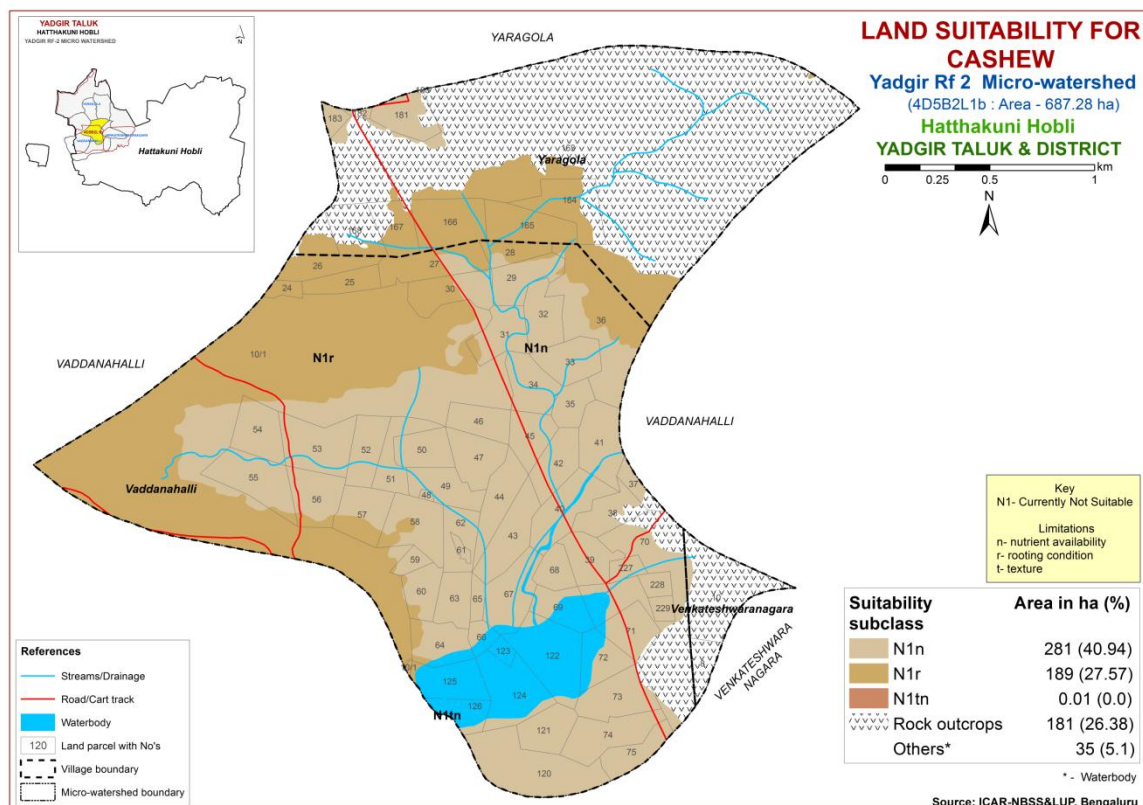 YADGIR TALUK
HATTHAKUNI HOBLI
YADGIR RF-2 MICRO WATERSHED
N
YARAGOLA
Hattakuni Hobli
LAND SUITABILITY FOR
CASHEW
Yadgir Rf 2 Micro-watershed
(4D5B2L1b : Area - 687.28 ha)
Hatthakuni Hobli
YADGIR TALUK & DISTRICT
0 0.25 0.5 1 km
N
YARAGOLA
183
181
Yaragola
164
166
167
165
28
26
27
25
29
24
30
32
36
31
N1n
10/1
N1r
33
34
35
VADDANAHALLI
VADDANAHALLI
46
54
45
53
52
50
41
47
42
55
51
49
37
Vaddanahalli
48
56
44
57
58
62
38
43
70
61
59
39
68
227
60
228
63
65
67
69
229
Venkateshwaranagara
71
64
123
122
72
VENKATESHWARA
NAGARA
125
124
73
126
N1tn
121
74
75
120
Key
N1- Currently Not Suitable
Limitations
n- nutrient availability
r- rooting condition
t- texture
Suitability subclass Area in ha (%)
N1n 281 (40.94)
N1r 189 (27.57)
N1tn 0.01 (0.0)
Rock outcrops 181 (26.38)
Others* 35 (5.1)
* - Waterbody
Source: ICAR-NBSS&LUP, Bengaluru
References
Streams/Drainage
Road/Cart track
Waterbody
120 Land parcel with No's
Village boundary
Micro-watershed boundary